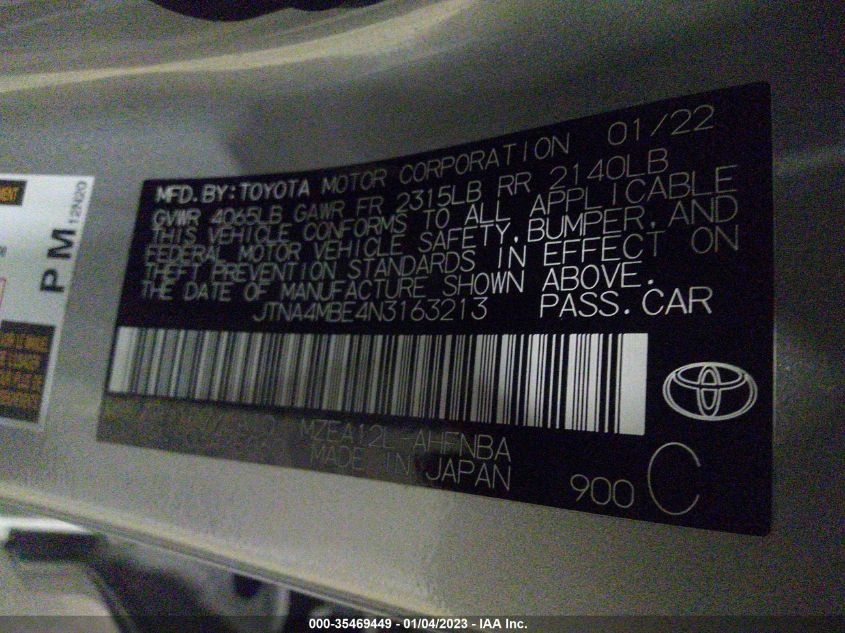 MFD. BY: TOYOTA MOTOR CORPORATION 01/22
GVWR 4065LB GAWR FR 2315LB RR 2140LB
THIS VEHICLE CONFORMS TO ALL APPLICABLE
FEDERAL MOTOR VEHICLE SAFETY, BUMPER, AND
THEFT PREVENTION STANDARDS IN EFFECT ON
THE DATE OF MANUFACTURE SHOWN ABOVE.
JTNA4MBE4N3163213 PASS. CAR
MZEA12L-AHFNBA
MADE IN JAPAN
900 C
PM
12N20
000-35469449 - 01/04/2023 - IAA Inc.